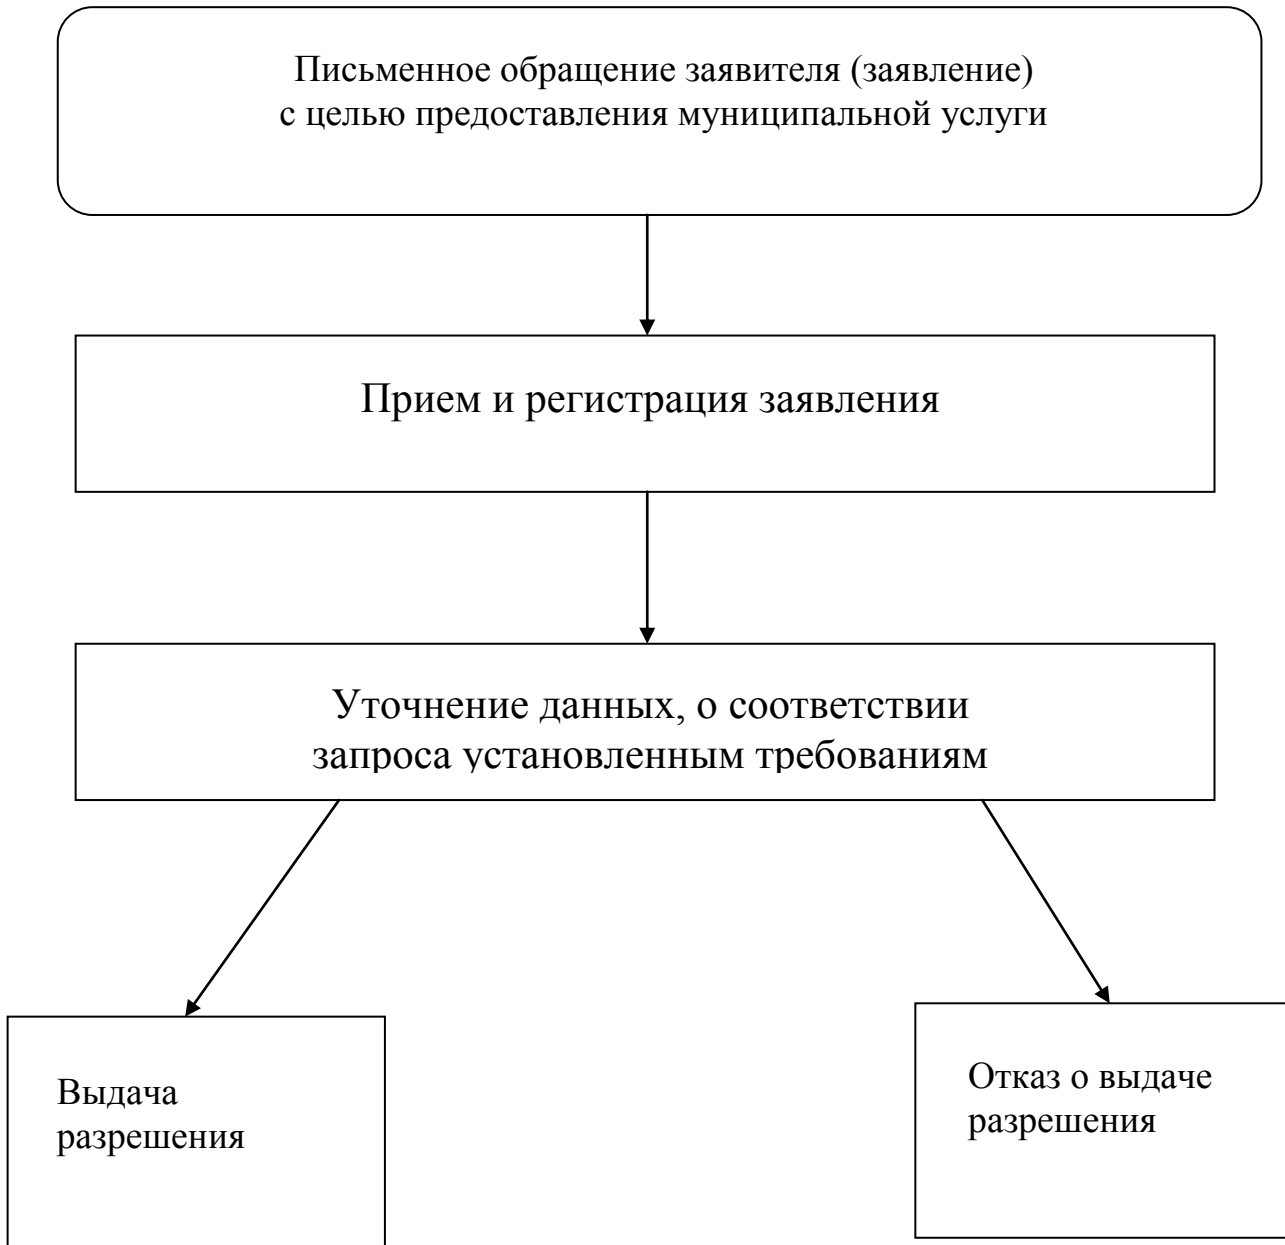 Письменное обращение заявителя (заявление)
с целью предоставления муниципальной услуги
Прием и регистрация заявления
Уточнение данных, о соответствии
запроса установленным требованиям
Выдача
разрешения
Отказ о выдаче
разрешения